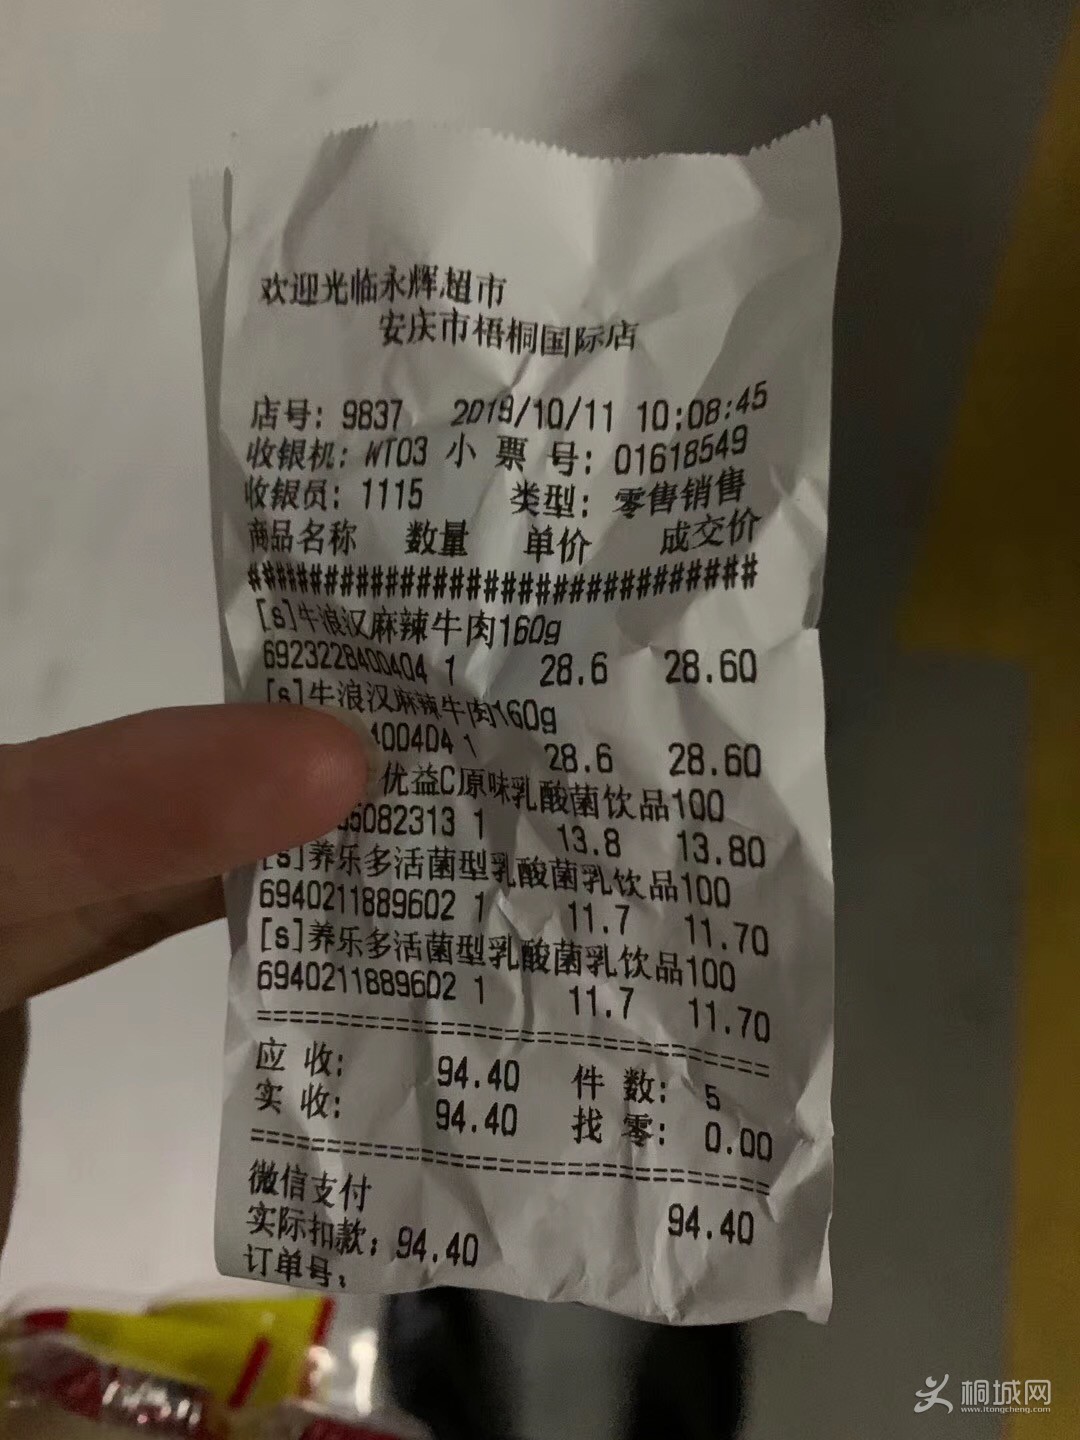 欢迎光临永辉超市
安庆市梧桐国际店
店号: 9837 2019/10/11 10:08:45
收银机: WT03 小 票 号: 01618549
收银员: 1115 类型: 零售销售
商品名称 数量 单价 成交价
##################################
[s]牛浪汉麻辣牛肉160g
6923228400404 1 28.6 28.60
[s]牛浪汉麻辣牛肉160g
400404 1 28.6 28.60
优益C原味乳酸菌饮品100
5082313 1 13.8 13.80
[s]养乐多活菌型乳酸菌乳饮品100
6940211889602 1 11.7 11.70
[s]养乐多活菌型乳酸菌乳饮品100
6940211889602 1 11.7 11.70
================================
应 收: 94.40 件 数: 5
实 收: 94.40 找 零: 0.00
================================
微信支付 94.40
实际扣款: 94.40
订单号:
桐城网
www.itongcheng.com